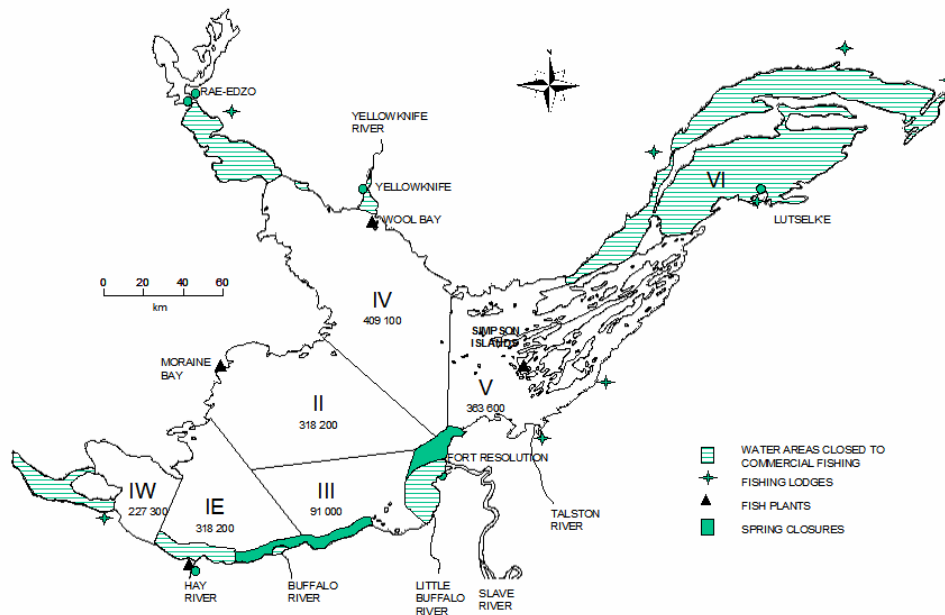 RAE-EDZO
YELLOWKNIFE
RIVER
YELLOWKNIFE
WOOL BAY
VI
LUTSELK'E
0 20 40 60
km
IV
409 100
SIMPSON
ISLANDS
MORAINE
BAY
V
363 600
II
318 200
FORT RESOLUTION
WATER AREAS CLOSED TO
COMMERCIAL FISHING
FISHING LODGES
FISH PLANTS
SPRING CLOSURES
IW
227 300
IE
318 200
III
91 000
TALSTON
RIVER
HAY
RIVER
BUFFALO
RIVER
LITTLE
BUFFALO
RIVER
SLAVE
RIVER